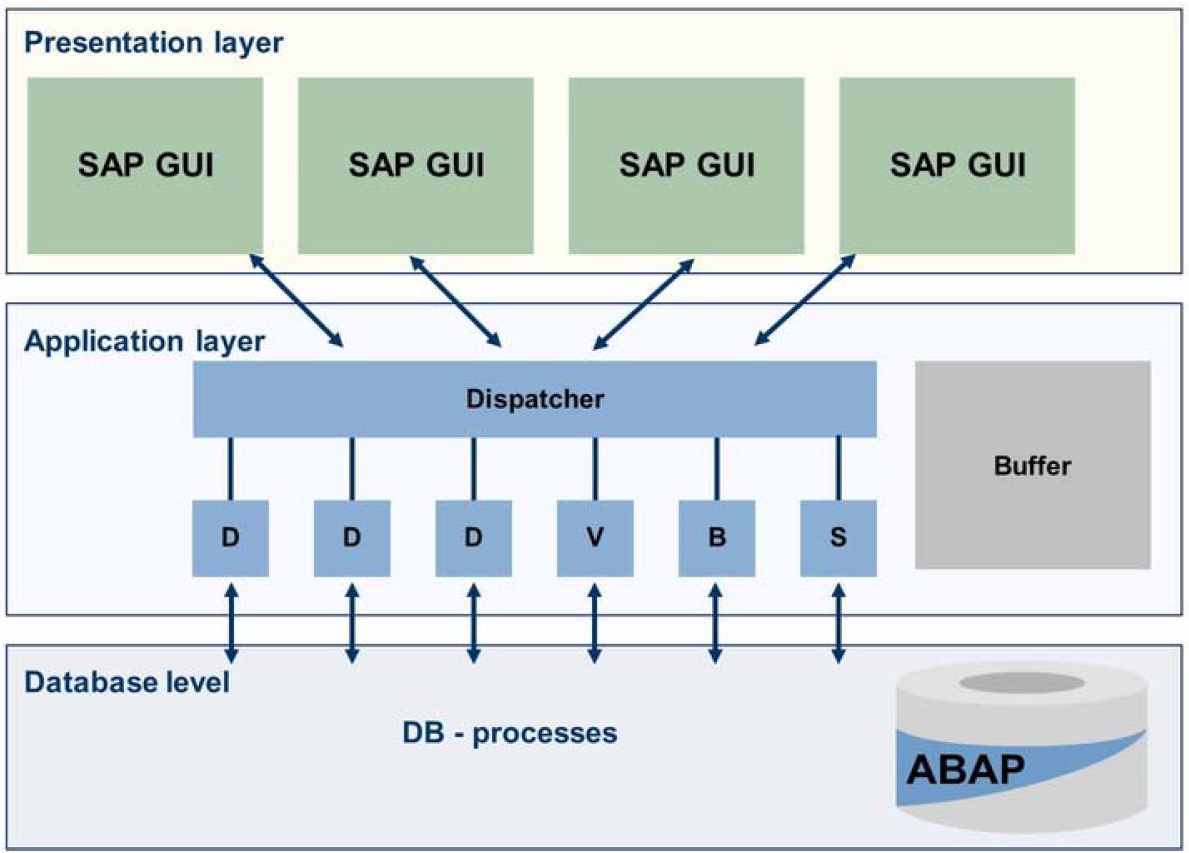 Presentation layer
SAP GUI
SAP GUI
SAP GUI
SAP GUI
Application layer
Dispatcher
Buffer
D
D
D
V
B
S
Database level
DB - processes
ABAP